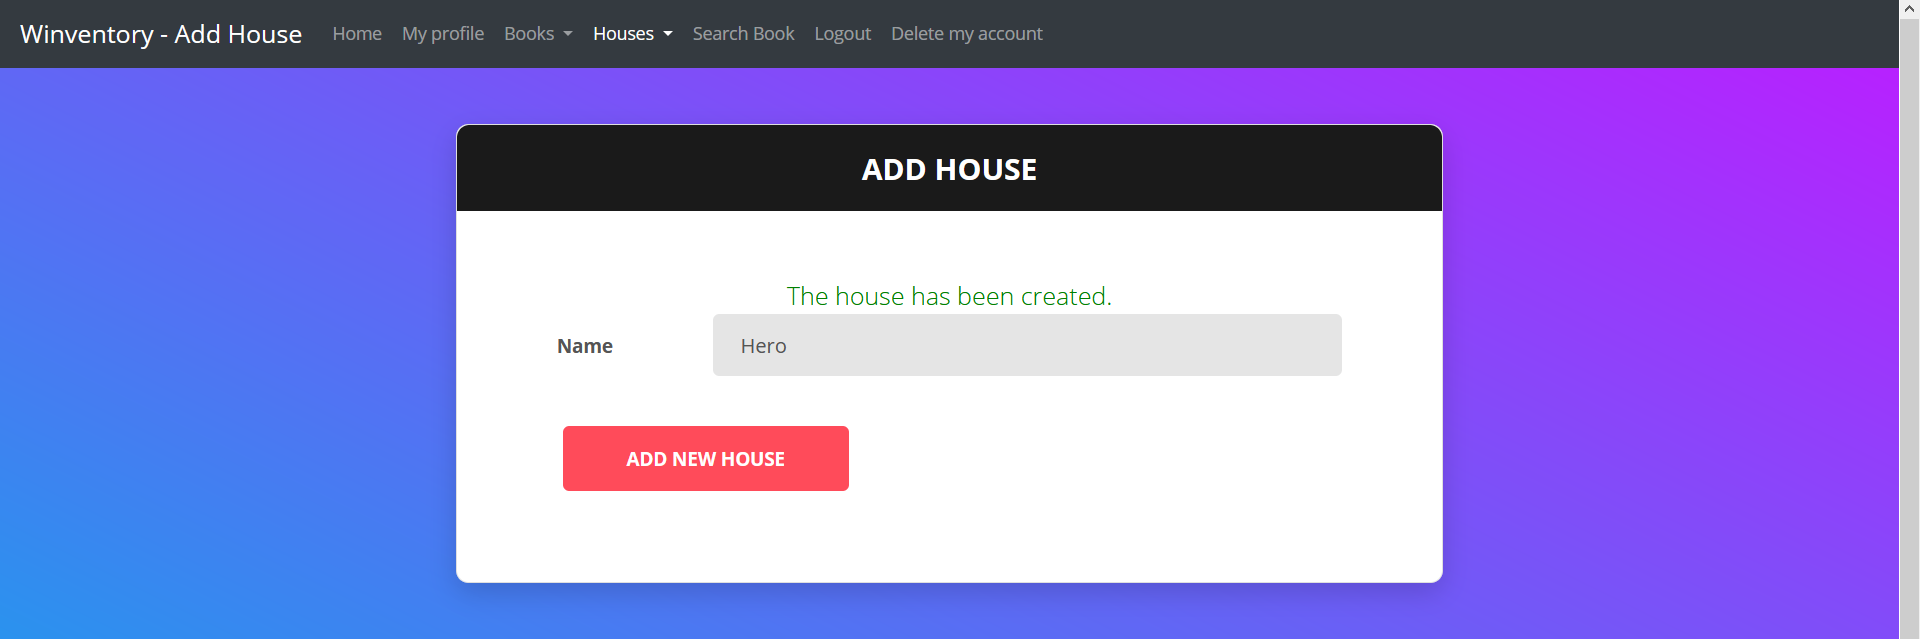 Winventory - Add House Home My profile Books Houses Search Book Logout Delete my account
ADD HOUSE
The house has been created.
Name Hero
ADD NEW HOUSE